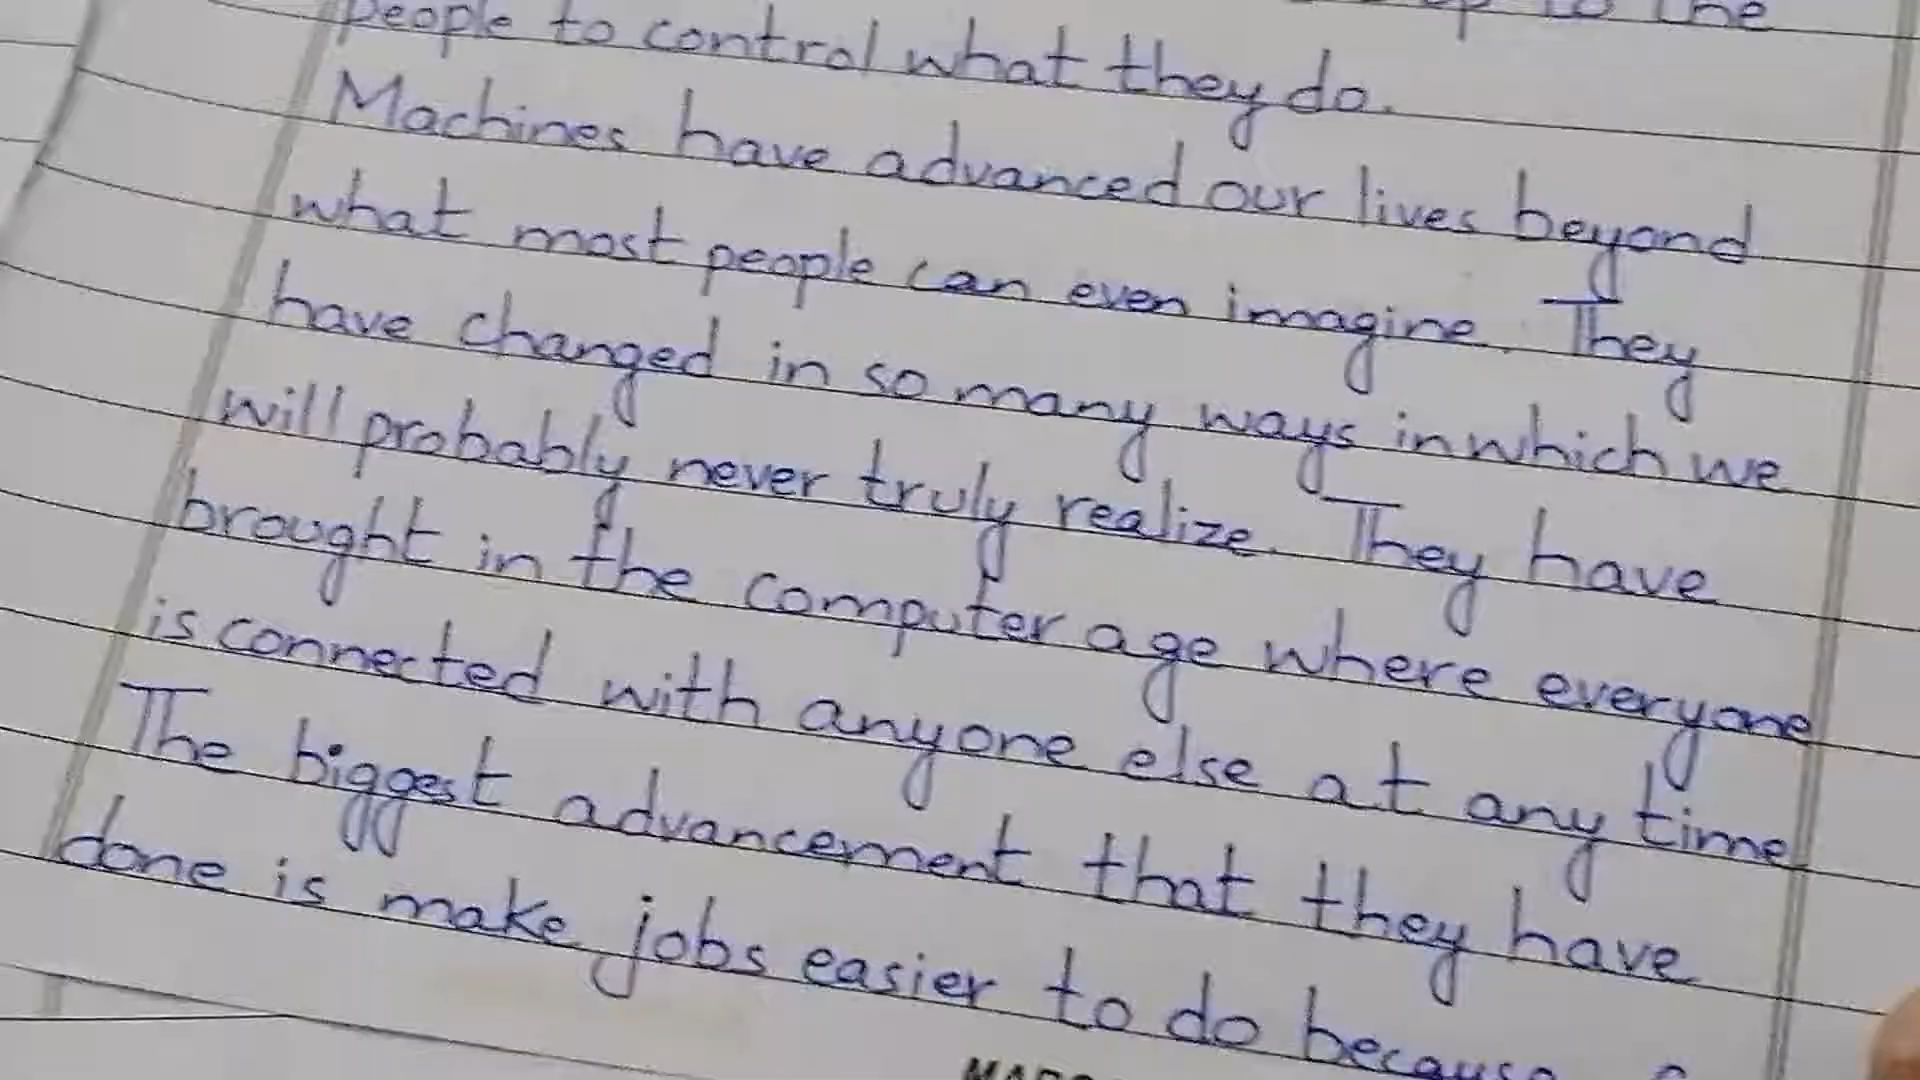 to the
people to control what they do.
Machines have advanced our lives beyond
what most people can even imagine. They
have changed in so many ways in which we
will probably never truly realize. They have
brought in the computer age where everyone
is connected with anyone else at any time
The biggest advancement that they have
done is make jobs easier to do because